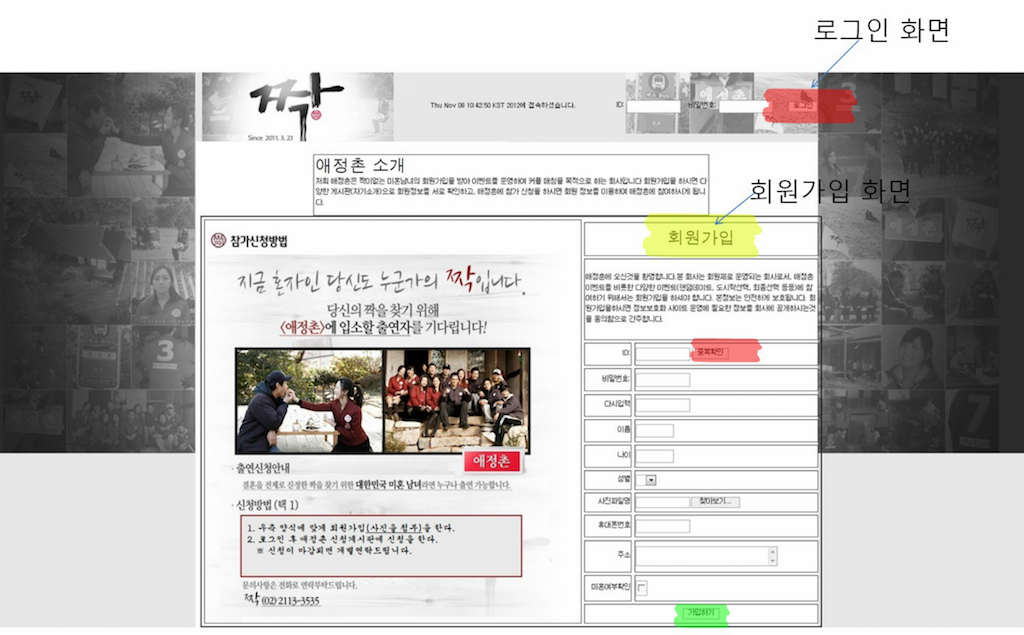 로그인 화면
짝
Since 2011. 3. 23
Thu Nov 08 10:42:50 KST 2012에 접속하셨습니다.
ID: 비밀번호: 로그인
애정촌 소개
저희 애정촌은 짝이없는 미혼남녀의 회원가입을 받아 이벤트를 운영하여 커플 매칭을 목적으로 하는 회사입니다 회원가입을 하시면 다
양한 게시판(자기소개)으로 회원정보를 서로 확인하고, 애정촌에 참가 신청을 하시면 회원 정보를 이용하여 애정촌에 참여하시게 됩니
다.
회원가입 화면
참가신청방법
지금 혼자인 당신도 누군가의 짝입니다.
당신의 짝을 찾기 위해
<애정촌>에 입소할 출연자를 기다립니다!
애정촌
· 출연신청안내
결혼을 전제로 진정한 짝을 찾기 위한 대한민국 미혼 남녀라면 누구나 출연 가능합니다.
· 신청방법 (택 1)
1. 우측 양식에 맞게 회원가입(사진을 첨부)을 한다.
2. 로그인 후 애정촌 신청게시판에 신청을 한다.
※ 신청이 마감되면 개별연락드립니다.
문의사항은 전화로 연락부탁드립니다.
짝 (02) 2113-3535
회원가입
애정촌에 오신것을 환영합니다.본 회사는 회원제로 운영되는 회사로서, 애정촌
이벤트를 비롯한 다양한 이벤트(랜덤데이트, 도시락선택, 최종선택 등등)에 참
여하기 위해서는 회원가입을 하셔야 합니다. 본정보는 안전하게 보호됩니다. 회
원가입을하시면 정보보호화 사이트 운영에 필요한 정보를 회사에 공개하시는것
을 동의함으로 간주합니다.
ID: 중복확인
비밀번호:
다시입력
이름
나이
성별
사진파일명 찾아보기...
휴대폰번호
주소
미혼여부확인
가입하기
3
7